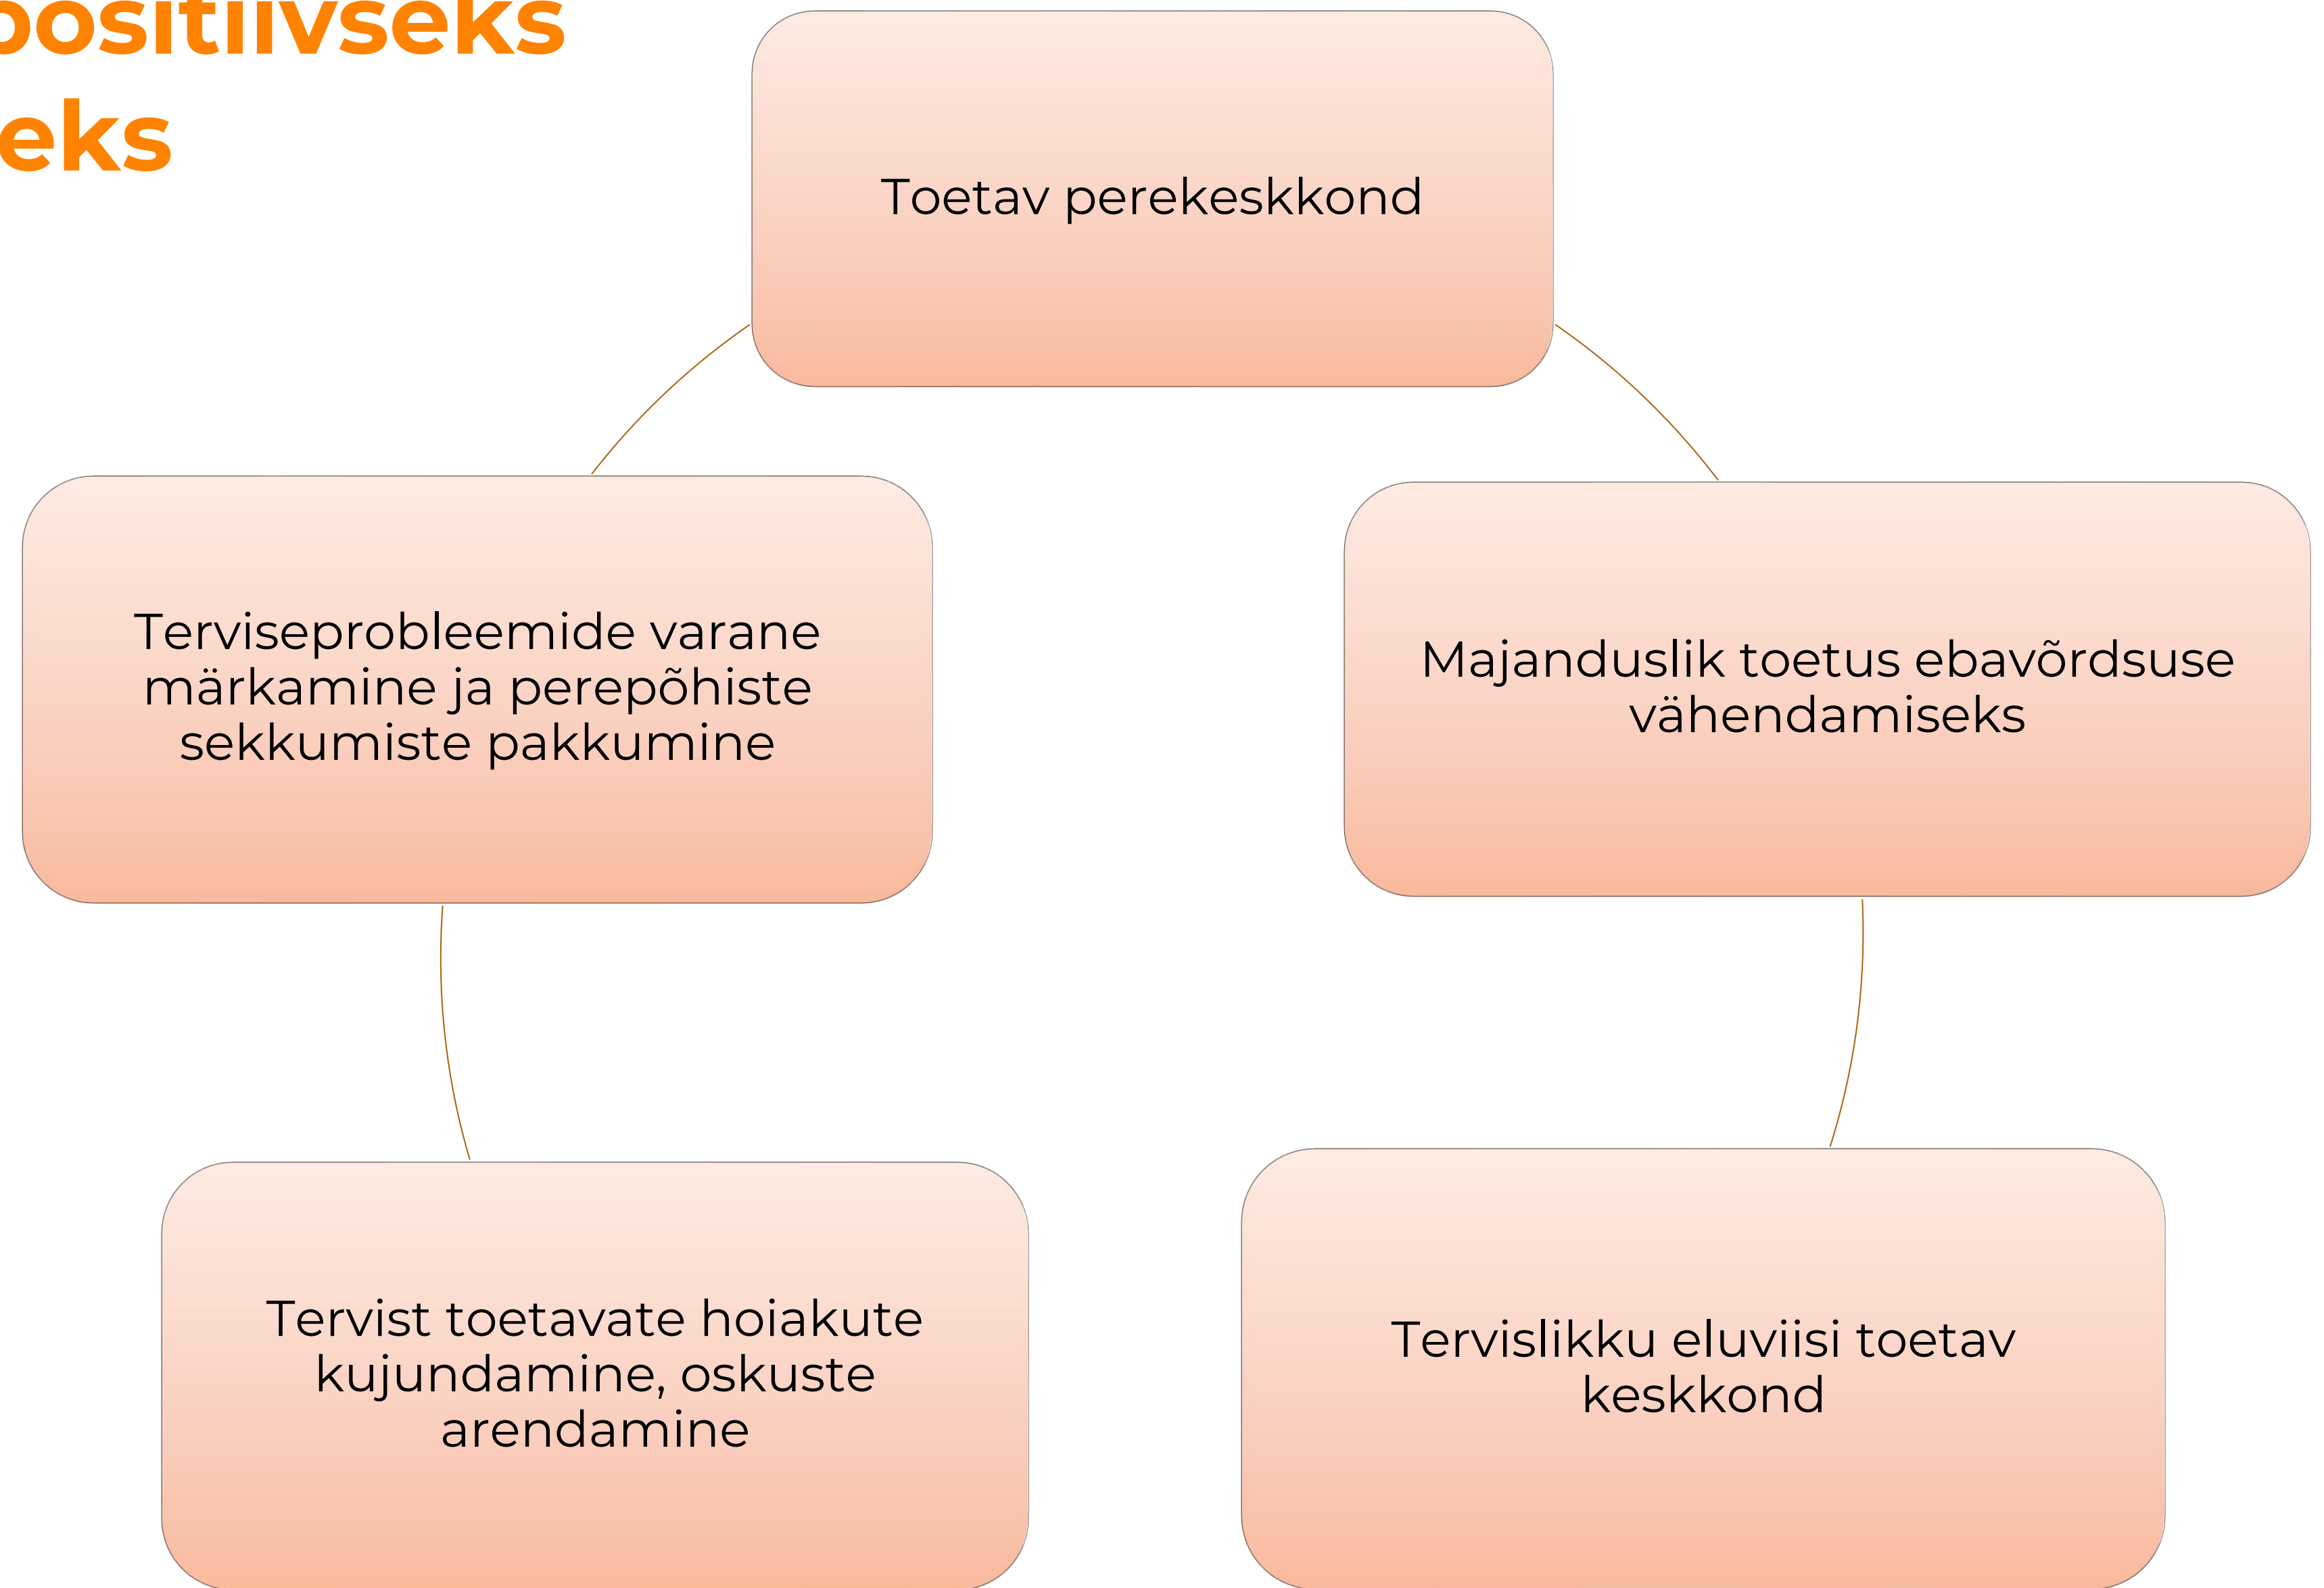 positiivseks
eks
Toetav perekeskkond
Terviseprobleemide varane
märkamine ja perepõhiste
sekkumiste pakkumine
Majanduslik toetus ebavõrdsuse
vähendamiseks
Tervist toetavate hoiakute
kujundamine, oskuste
arendamine
Tervislikku eluviisi toetav
keskkond